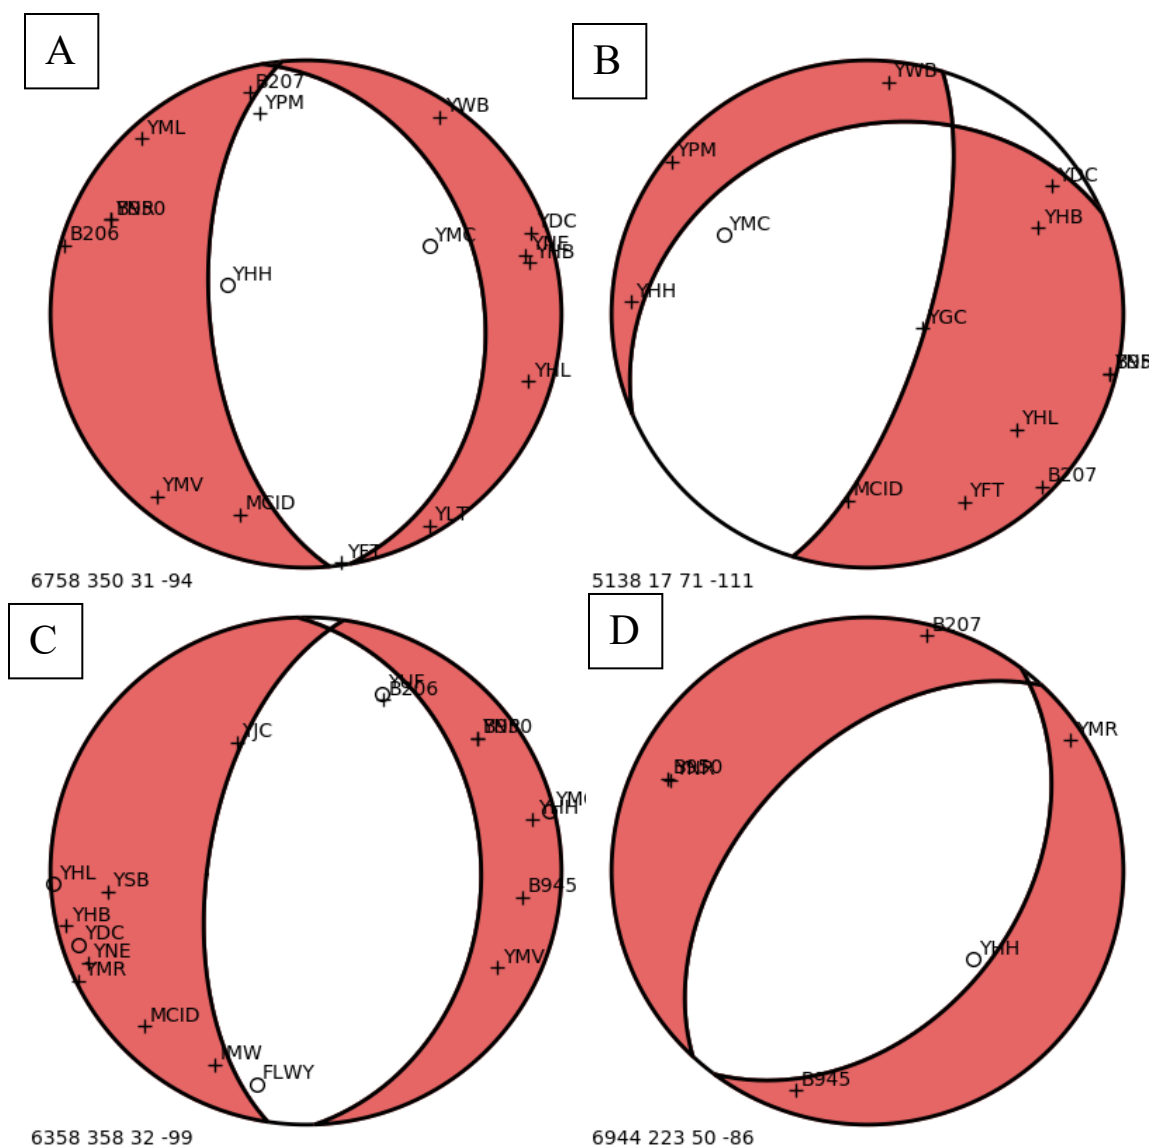 A
B207
YPM
YWB
YML
B206
YDC
YHB
YMC
YHH
YHL
YMV
MCID
YLT
YFT
6758 350 31 -94
B
YWB
YPM
YDC
YHB
YMC
YHH
YGC
YHL
B207
MCID
YFT
5138 17 71 -111
C
B206
YJC
YHH
YHL
YSB
B945
YHB
YDC
YNE
YMR
YMV
MCID
IMW
FLWY
6358 358 32 -99
D
B207
YMR
B950
YHH
B945
6944 223 50 -86